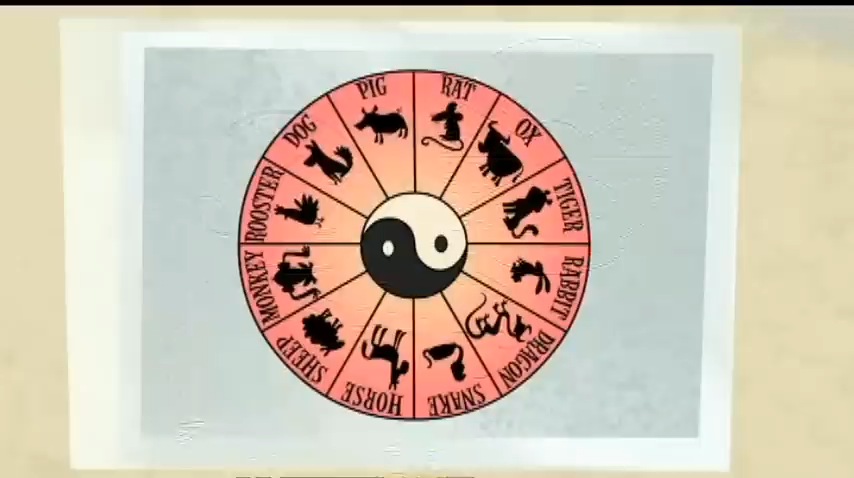 RAT
OX
TIGER
RABBIT
DRAGON
SNAKE
HORSE
SHEEP
MONKEY
ROOSTER
DOG
PIG